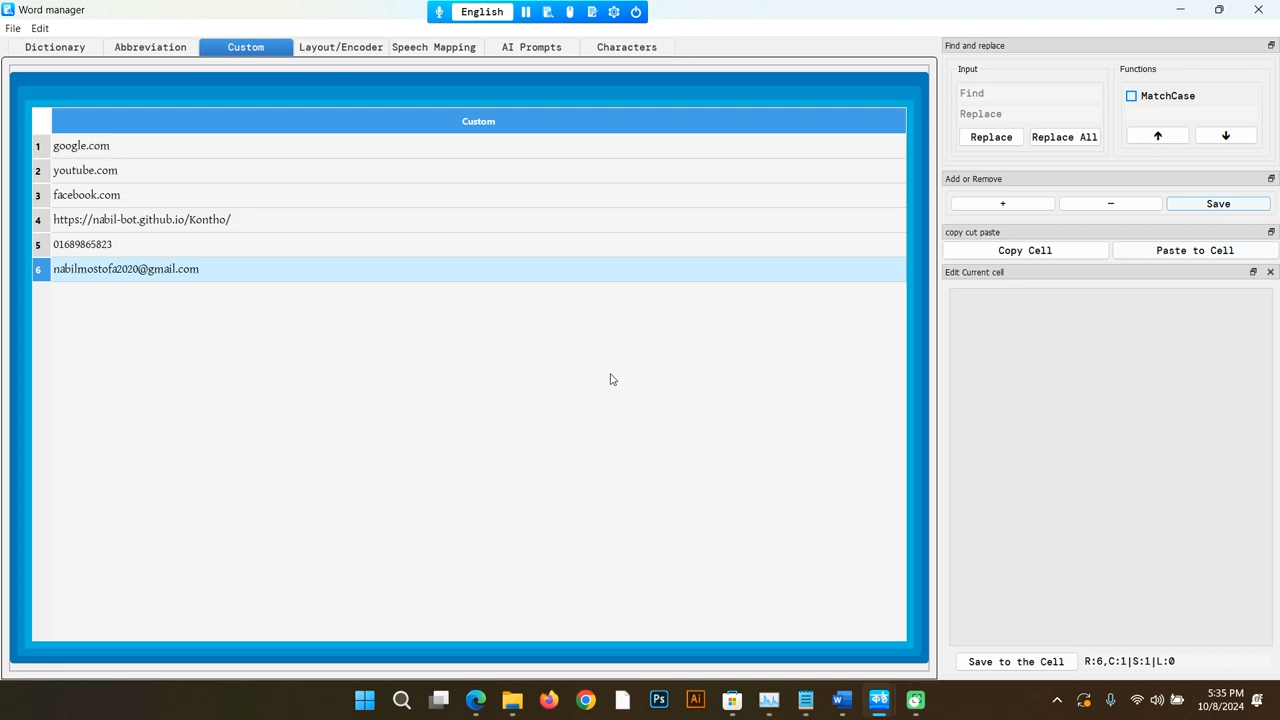 Word manager
English
File Edit
Dictionary Abbreviation Custom Layout/Encoder Speech Mapping AI Prompts Characters
Custom
1 google.com
2 youtube.com
3 facebook.com
4 https://nabil-bot.github.io/Kontho/
5 01689865823
6 nabilmostofa2020@gmail.com
Find and replace
Input Functions
Find
MatchCase
Replace
Replace Replace All ↑ ↓
Add or Remove
+ − Save
copy cut paste
Copy Cell Paste to Cell
Edit Current cell
Save to the Cell R:6,C:1|S:1|L:0
Ps Ai কণ্ঠ
5:35 PM
10/8/2024